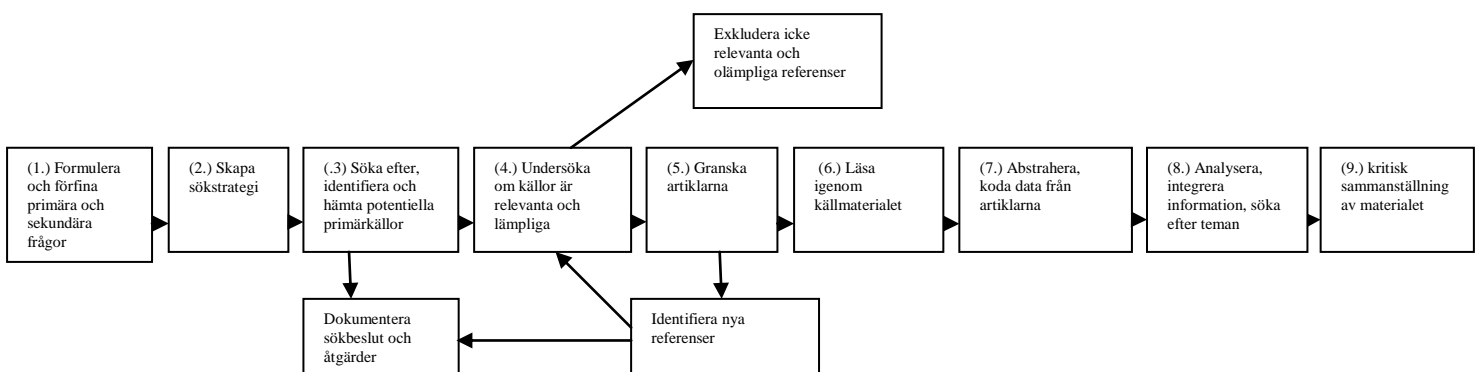 Exkludera icke
relevanta och
olämpliga referenser
(1.) Formulera
och förfina
primära och
sekundära
frågor
(2.) Skapa
sökstrategi
(.3) Söka efter,
identifiera och
hämta potentiella
primärkällor
(4.) Undersöka
om källor är
relevanta och
lämpliga
(5.) Granska
artiklarna
(6.) Läsa
igenom
källmaterialet
(7.) Abstrahera,
koda data från
artiklarna
(8.) Analysera,
integrera
information, söka
efter teman
(9.) kritisk
sammanställning
av materialet
Dokumentera
sökbeslut och
åtgärder
Identifiera nya
referenser